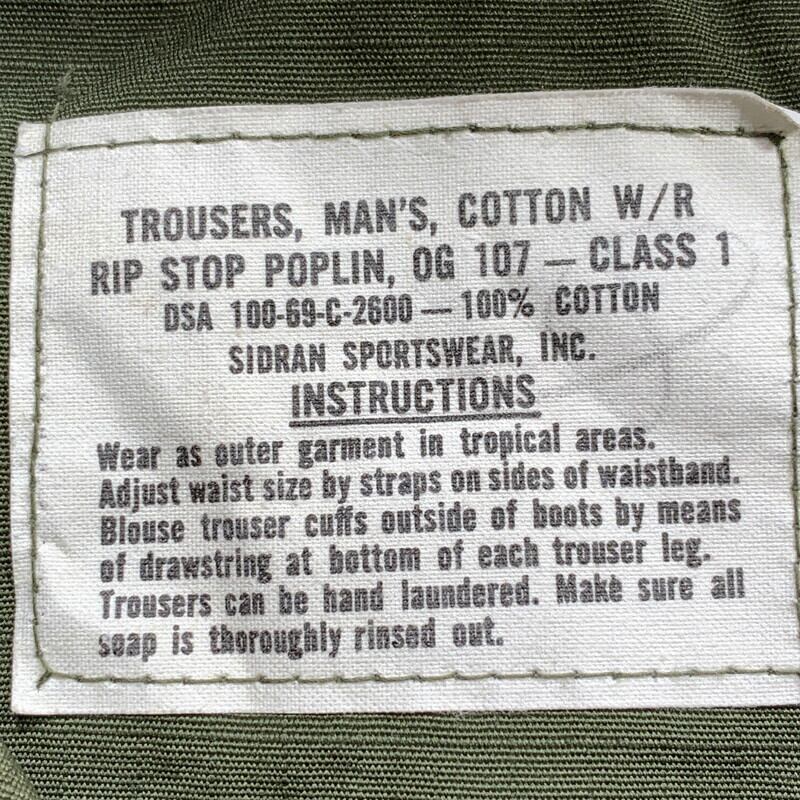 TROUSERS, MAN'S, COTTON W/R
RIP STOP POPLIN, OG 107 — CLASS 1
DSA 100-69-C-2600 — 100% COTTON
SIDRAN SPORTSWEAR, INC.
INSTRUCTIONS
Wear as outer garment in tropical areas.
Adjust waist size by straps on sides of waistband.
Blouse trouser cuffs outside of boots by means
of drawstring at bottom of each trouser leg.
Trousers can be hand laundered. Make sure all
soap is thoroughly rinsed out.